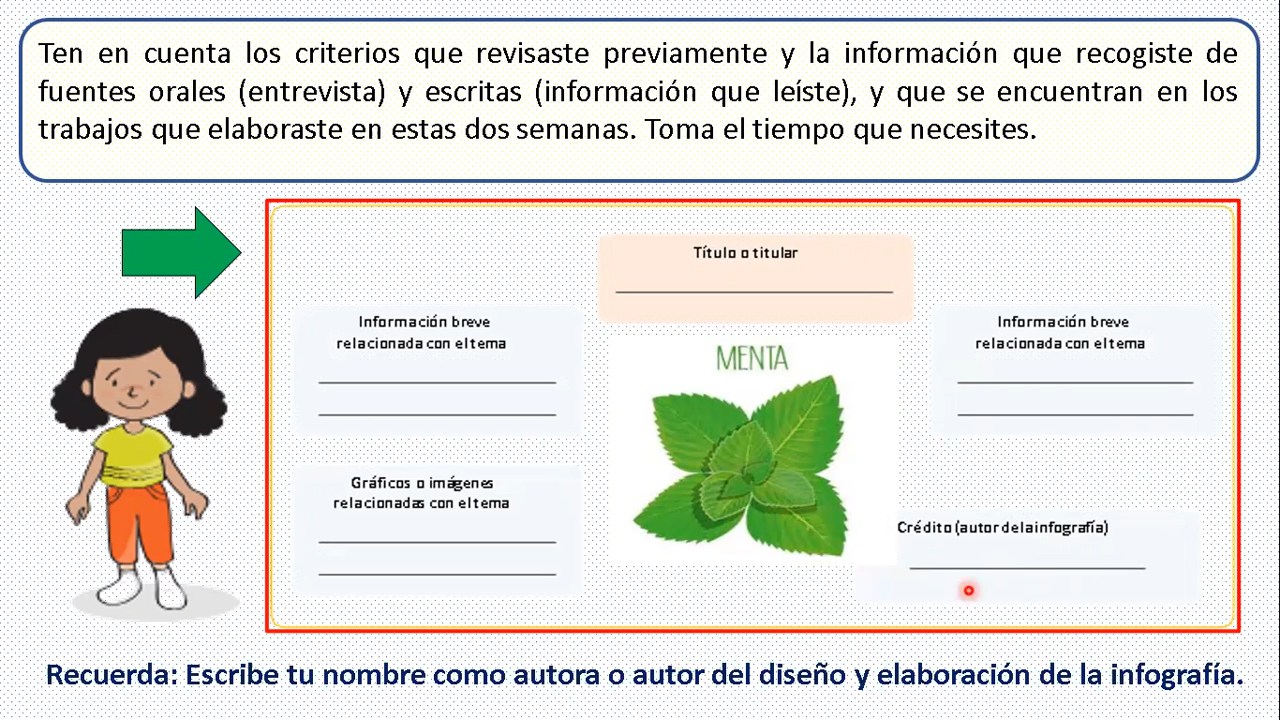 Ten en cuenta los criterios que revisaste previamente y la información que recogiste de
fuentes orales (entrevista) y escritas (información que leíste), y que se encuentran en los
trabajos que elaboraste en estas dos semanas. Toma el tiempo que necesites.
Título o titular
Información breve
relacionada con el tema
Información breve
relacionada con el tema
MENTA
Gráficos o imágenes
relacionadas con el tema
Crédito (autor de la infografía)
Recuerda: Escribe tu nombre como autora o autor del diseño y elaboración de la infografía.